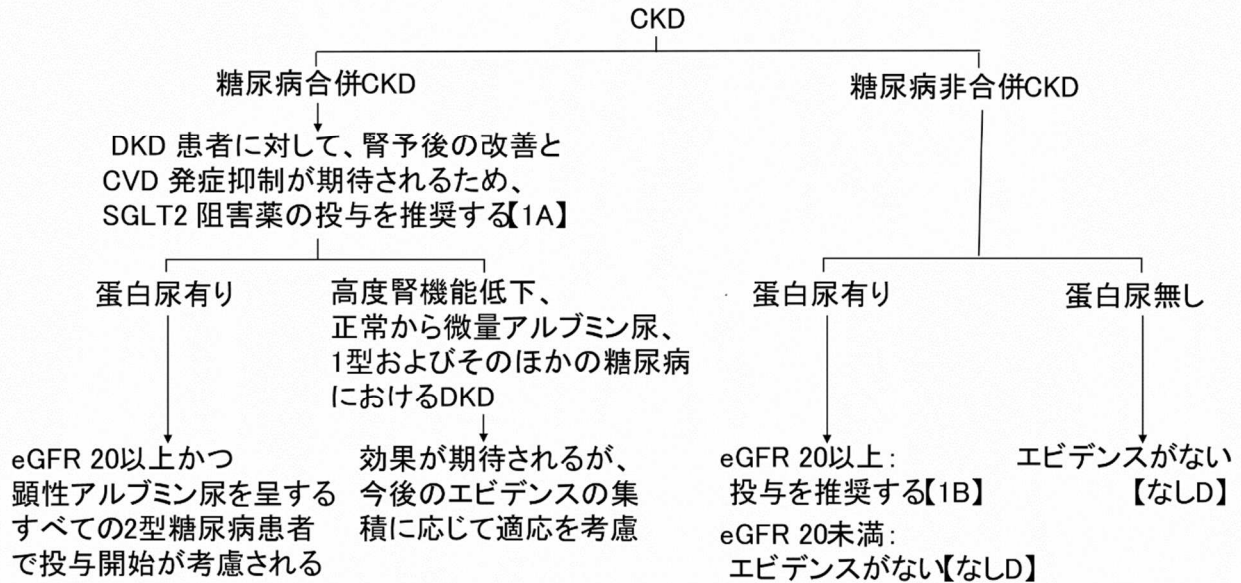 CKD
糖尿病合併CKD
糖尿病非合併CKD
DKD 患者に対して、腎予後の改善と
CVD 発症抑制が期待されるため、
SGLT2 阻害薬の投与を推奨する【1A】
蛋白尿有り
高度腎機能低下、
正常から微量アルブミン尿、
1型およびそのほかの糖尿病
におけるDKD
蛋白尿有り
蛋白尿無し
eGFR 20以上かつ
顕性アルブミン尿を呈する
すべての2型糖尿病患者
で投与開始が考慮される
効果が期待されるが、
今後のエビデンスの集
積に応じて適応を考慮
eGFR 20以上:
投与を推奨する【1B】
eGFR 20未満:
エビデンスがない【なしD】
エビデンスがない
【なしD】